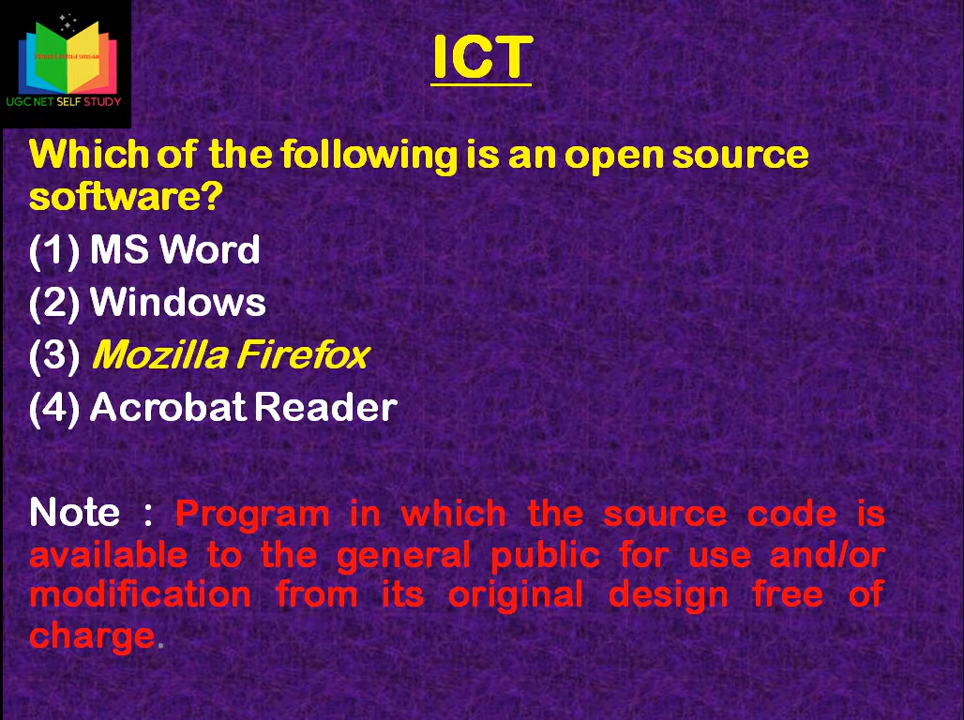 UGC NET SELF STUDY
ICT
Which of the following is an open source
software?
(1) MS Word
(2) Windows
(3) Mozilla Firefox
(4) Acrobat Reader
Note : Program in which the source code is
available to the general public for use and/or
modification from its original design free of
charge.